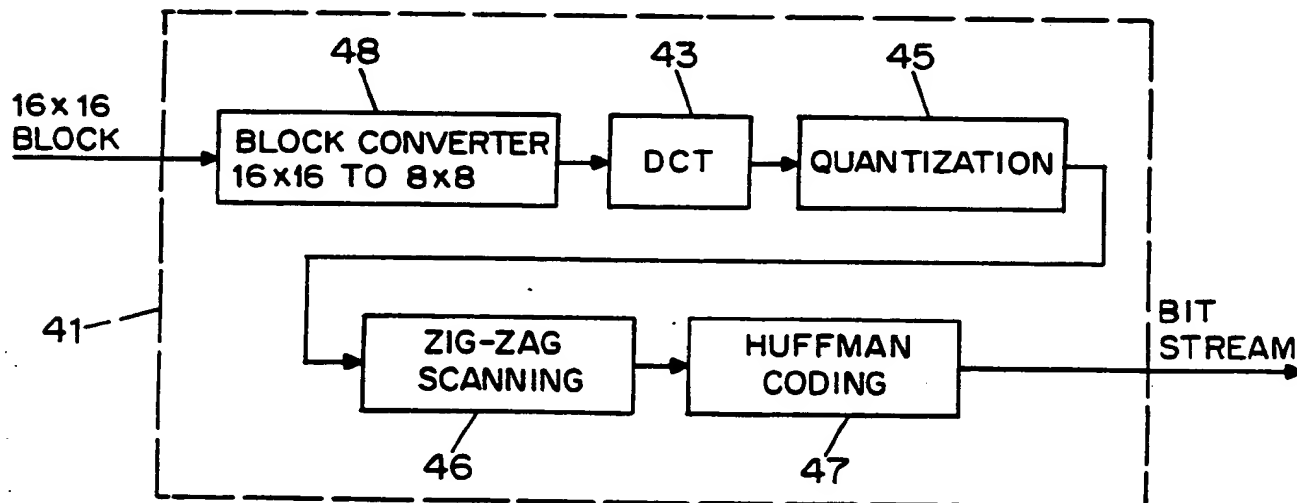 48
43
45
16x16
BLOCK
BLOCK CONVERTER
16x16 TO 8x8
DCT
QUANTIZATION
41
ZIG-ZAG
SCANNING
HUFFMAN
CODING
BIT
STREAM
46
47